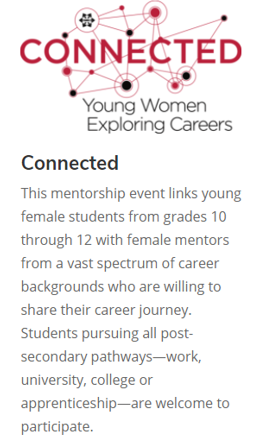 CONNECTED
Young Women
Exploring Careers
Connected
This mentorship event links young
female students from grades 10
through 12 with female mentors
from a vast spectrum of career
backgrounds who are willing to
share their career journey.
Students pursuing all post-
secondary pathways—work,
university, college or
apprenticeship—are welcome to
participate.